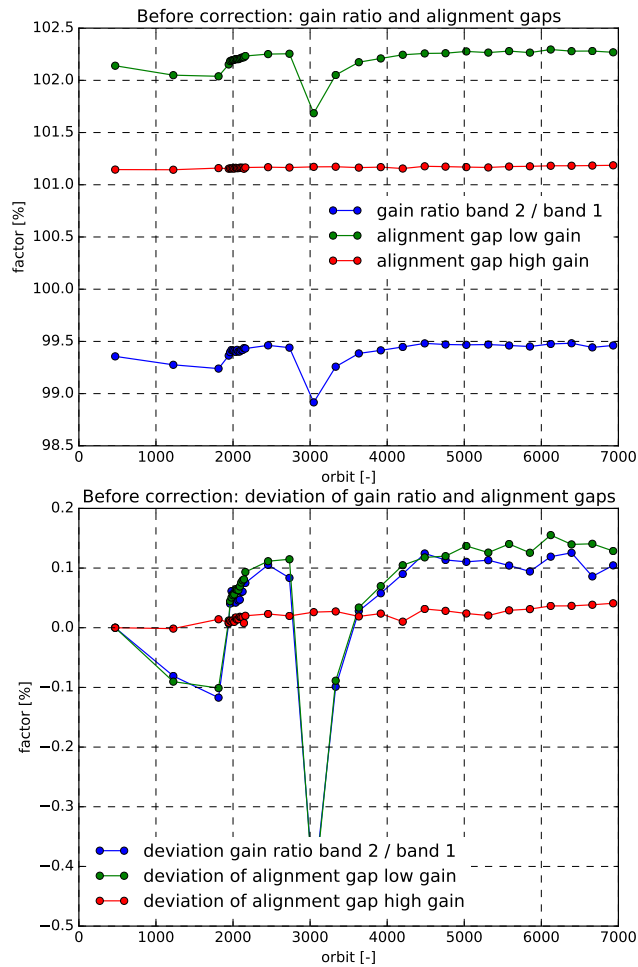 Before correction: gain ratio and alignment gaps
102.5
102.0
101.5
101.0
100.5
100.0
99.5
99.0
98.5
factor [%]
gain ratio band 2 / band 1
alignment gap low gain
alignment gap high gain
0 1000 2000 3000 4000 5000 6000 7000
orbit [-]
Before correction: deviation of gain ratio and alignment gaps
0.2
0.1
0.0
−0.1
−0.2
−0.3
−0.4
−0.5
factor [%]
deviation gain ratio band 2 / band 1
deviation of alignment gap low gain
deviation of alignment gap high gain
0 1000 2000 3000 4000 5000 6000 7000
orbit [-]